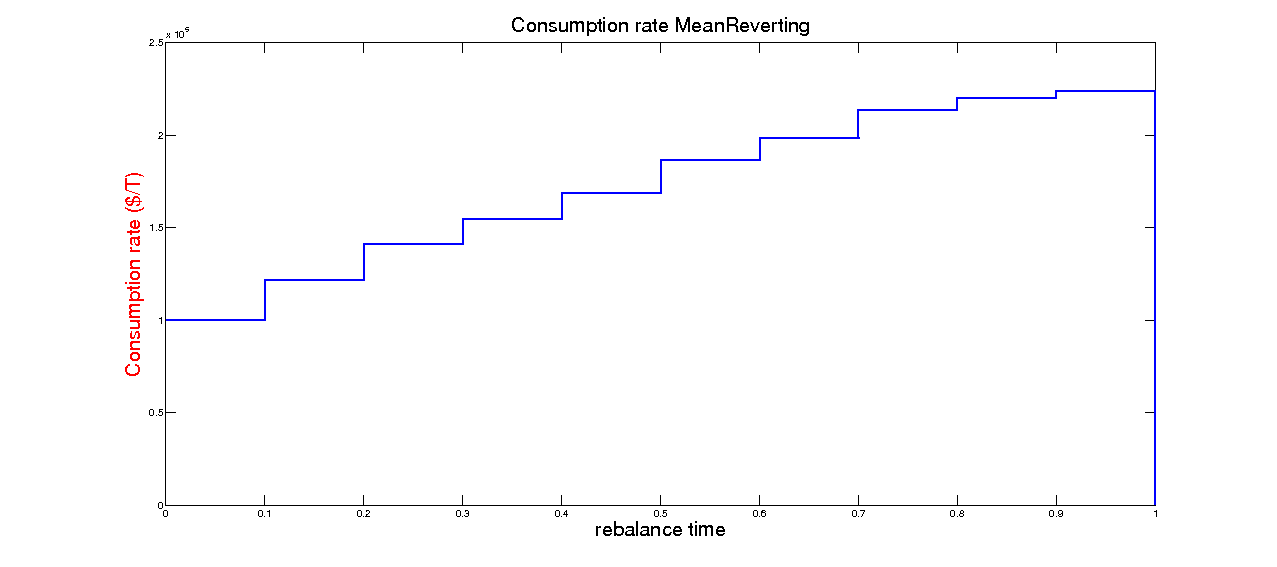 Consumption rate MeanReverting
x 10^5
2.5
2
1.5
1
0.5
0
Consumption rate ($/T)
0 0.1 0.2 0.3 0.4 0.5 0.6 0.7 0.8 0.9 1
rebalance time